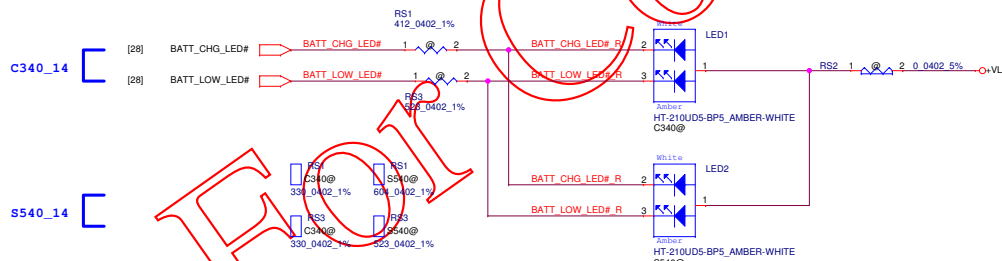 C340_14
[28] BATT_CHG_LED#
BATT_CHG_LED#
RS1
412_0402_1%
1 @ 2
BATT_CHG_LED#_R
2
White
LED1
[28] BATT_LOW_LED#
BATT_LOW_LED#
1 @ 2
RS3
523_0402_1%
BATT_LOW_LED#_R
3
1
Amber
HT-210UD5-BP5_AMBER-WHITE
C340@
RS2 1 @ 2 0_0402_5%
+VL
S540_14
RS1
C340@
330_0402_1%
RS1
S540@
604_0402_1%
RS3
C340@
330_0402_1%
RS3
S540@
523_0402_1%
White
LED2
BATT_CHG_LED#_R
2
BATT_LOW_LED#_R
3
1
Amber
HT-210UD5-BP5_AMBER-WHITE
S540@
For